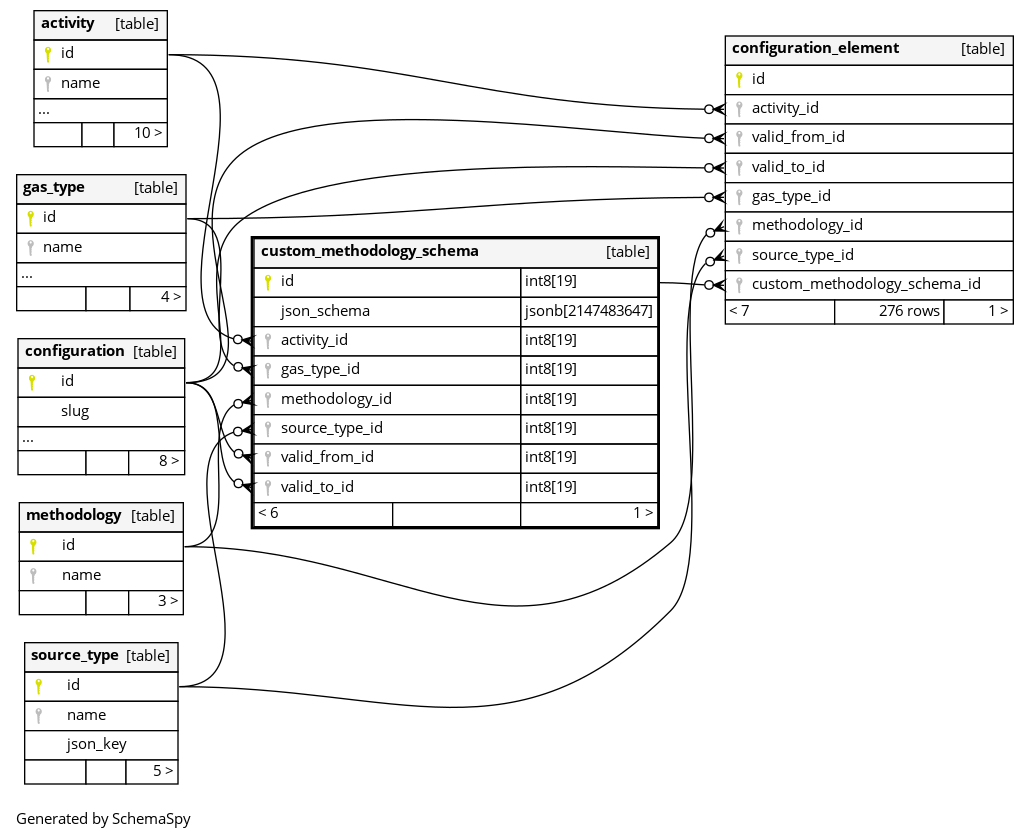 activity [table]
id
name
...
10 >
gas_type [table]
id
name
...
4 >
configuration [table]
id
slug
...
8 >
methodology [table]
id
name
3 >
source_type [table]
id
name
json_key
5 >
custom_methodology_schema [table]
id int8[19]
json_schema jsonb[2147483647]
activity_id int8[19]
gas_type_id int8[19]
methodology_id int8[19]
source_type_id int8[19]
valid_from_id int8[19]
valid_to_id int8[19]
< 6 1 >
configuration_element [table]
id
activity_id
valid_from_id
valid_to_id
gas_type_id
methodology_id
source_type_id
custom_methodology_schema_id
< 7 276 rows 1 >
Generated by SchemaSpy